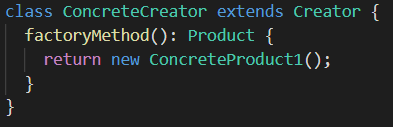 class ConcreteCreator extends Creator {
  factoryMethod(): Product {
    return new ConcreteProduct1();
  }
}